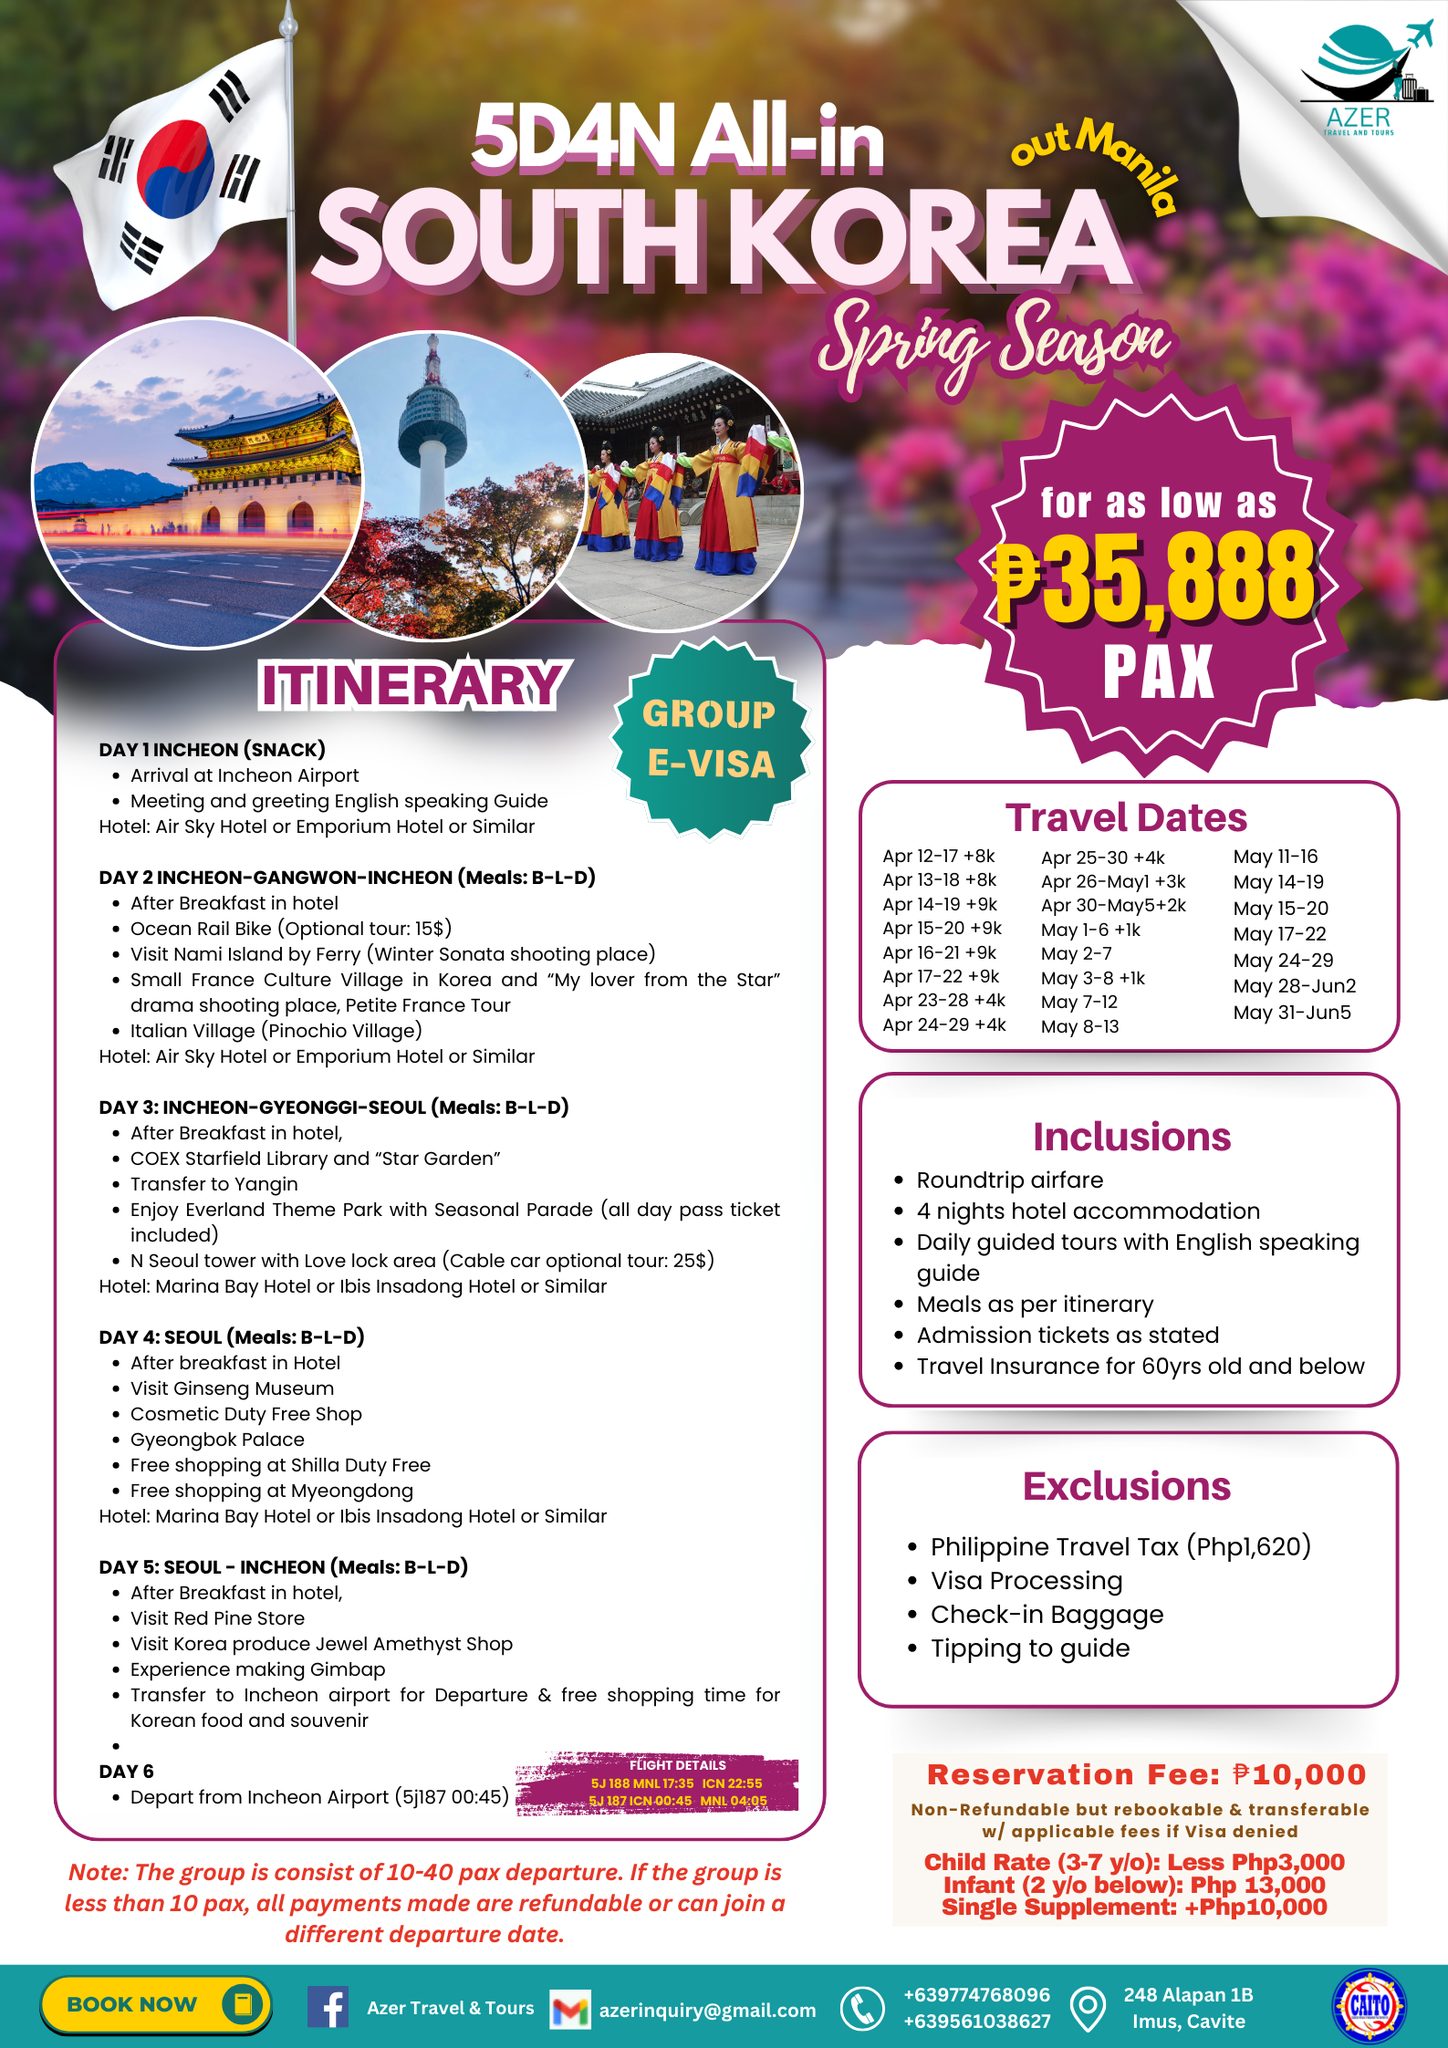 AZER
TRAVEL AND TOURS
5D4N All-in
out Manila
SOUTH KOREA
Spring Season
for as low as
₱35,888
PAX
ITINERARY
GROUP
E-VISA
DAY 1 INCHEON (SNACK)
• Arrival at Incheon Airport
• Meeting and greeting English speaking Guide
Hotel: Air Sky Hotel or Emporium Hotel or Similar
DAY 2 INCHEON-GANGWON-INCHEON (Meals: B-L-D)
• After Breakfast in hotel
• Ocean Rail Bike (Optional tour: 15$)
• Visit Nami Island by Ferry (Winter Sonata shooting place)
• Small France Culture Village in Korea and “My lover from the Star”
drama shooting place, Petite France Tour
• Italian Village (Pinochio Village)
Hotel: Air Sky Hotel or Emporium Hotel or Similar
DAY 3: INCHEON-GYEONGGI-SEOUL (Meals: B-L-D)
• After Breakfast in hotel,
• COEX Starfield Library and “Star Garden”
• Transfer to Yangin
• Enjoy Everland Theme Park with Seasonal Parade (all day pass ticket
included)
• N Seoul tower with Love lock area (Cable car optional tour: 25$)
Hotel: Marina Bay Hotel or Ibis Insadong Hotel or Similar
DAY 4: SEOUL (Meals: B-L-D)
• After breakfast in Hotel
• Visit Ginseng Museum
• Cosmetic Duty Free Shop
• Gyeongbok Palace
• Free shopping at Shilla Duty Free
• Free shopping at Myeongdong
Hotel: Marina Bay Hotel or Ibis Insadong Hotel or Similar
DAY 5: SEOUL - INCHEON (Meals: B-L-D)
• After Breakfast in hotel,
• Visit Red Pine Store
• Visit Korea produce Jewel Amethyst Shop
• Experience making Gimbap
• Transfer to Incheon airport for Departure & free shopping time for
Korean food and souvenir
•
DAY 6
• Depart from Incheon Airport (5j187 00:45)
FLIGHT DETAILS
5J 188 MNL 17:35 ICN 22:55
5J 187 ICN 00:45 MNL 04:05
Note: The group is consist of 10-40 pax departure. If the group is
less than 10 pax, all payments made are refundable or can join a
different departure date.
Travel Dates
Apr 12-17 +8k
Apr 13-18 +8k
Apr 14-19 +9k
Apr 15-20 +9k
Apr 16-21 +9k
Apr 17-22 +9k
Apr 23-28 +4k
Apr 24-29 +4k
Apr 25-30 +4k
Apr 26-May1 +3k
Apr 30-May5+2k
May 1-6 +1k
May 2-7
May 3-8 +1k
May 7-12
May 8-13
May 11-16
May 14-19
May 15-20
May 17-22
May 24-29
May 28-Jun2
May 31-Jun5
Inclusions
• Roundtrip airfare
• 4 nights hotel accommodation
• Daily guided tours with English speaking
guide
• Meals as per itinerary
• Admission tickets as stated
• Travel Insurance for 60yrs old and below
Exclusions
• Philippine Travel Tax (Php1,620)
• Visa Processing
• Check-in Baggage
• Tipping to guide
Reservation Fee: ₱10,000
Non-Refundable but rebookable & transferable
w/ applicable fees if Visa denied
Child Rate (3-7 y/o): Less Php3,000
Infant (2 y/o below): Php 13,000
Single Supplement: +Php10,000
BOOK NOW
Azer Travel & Tours
azerinquiry@gmail.com
+639774768096
+639561038627
248 Alapan 1B
Imus, Cavite
CAITO